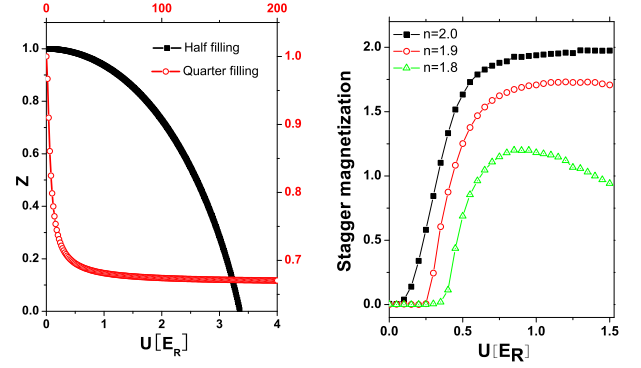 0 50 100 150 200
1.0
0.8
0.6
0.4
0.2
0.0
Z
Half filling
Quarter filling
1.0
0.9
0.8
0.7
0 1 2 3 4
U[E_R]
2.0
1.5
1.0
0.5
0.0
Stagger magnetization
n=2.0
n=1.9
n=1.8
0.0 0.5 1.0 1.5
U[E_R]